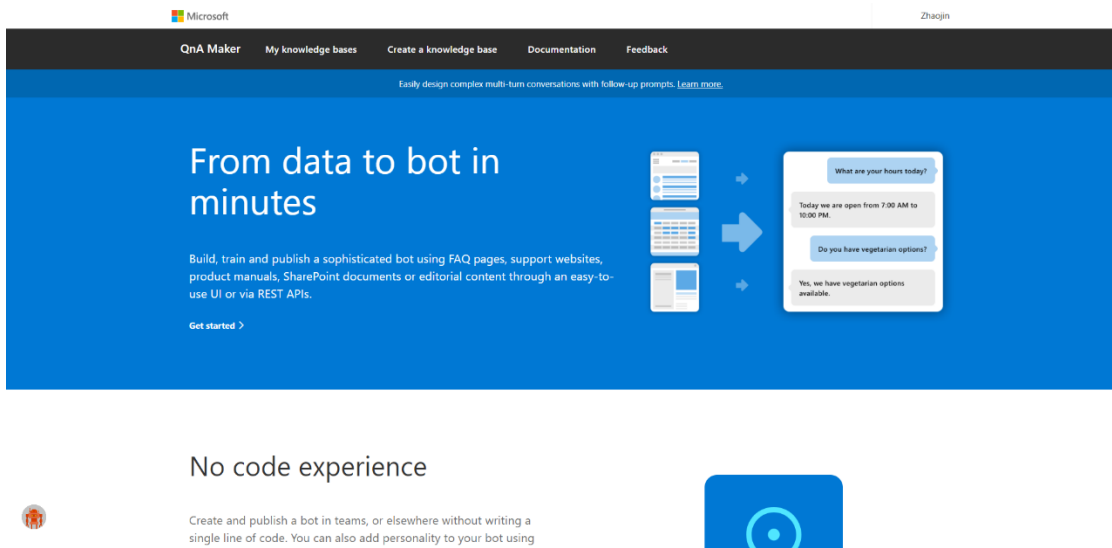 Microsoft
Zhaojin
QnA Maker
My knowledge bases
Create a knowledge base
Documentation
Feedback
Easily design complex multi-turn conversations with follow-up prompts. Learn more.
From data to bot in
minutes
Build, train and publish a sophisticated bot using FAQ pages, support websites,
product manuals, SharePoint documents or editorial content through an easy-to-
use UI or via REST APIs.
Get started >
What are your hours today?
Today we are open from 7:00 AM to
10:00 PM.
Do you have vegetarian options?
Yes, we have vegetarian options
available.
No code experience
Create and publish a bot in teams, or elsewhere without writing a
single line of code. You can also add personality to your bot using